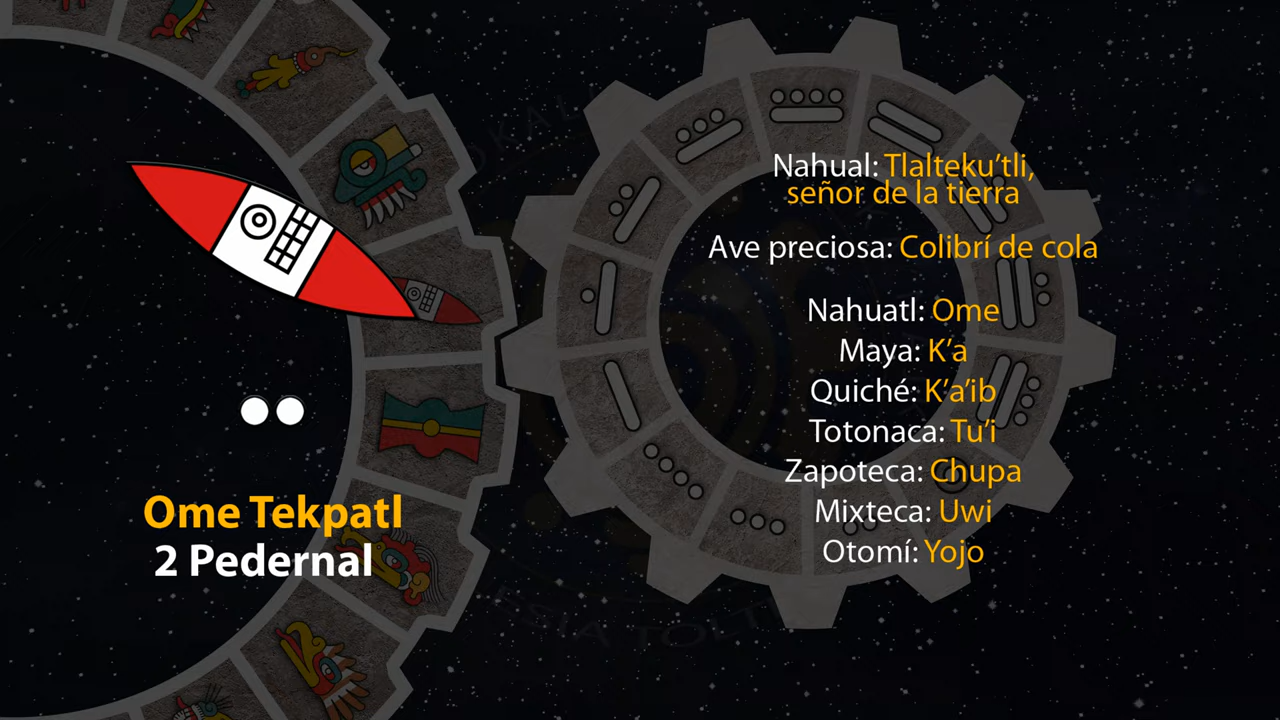 Nahual: Tlalteku’tli,
señor de la tierra
Ave preciosa: Colibrí de cola
Nahuatl: Ome
Maya: K’a
Quiché: K’a’ib
Totonaca: Tu’i
Zapoteca: Chupa
Mixteca: Uwi
Otomí: Yojo
Ome Tekpatl
2 Pedernal